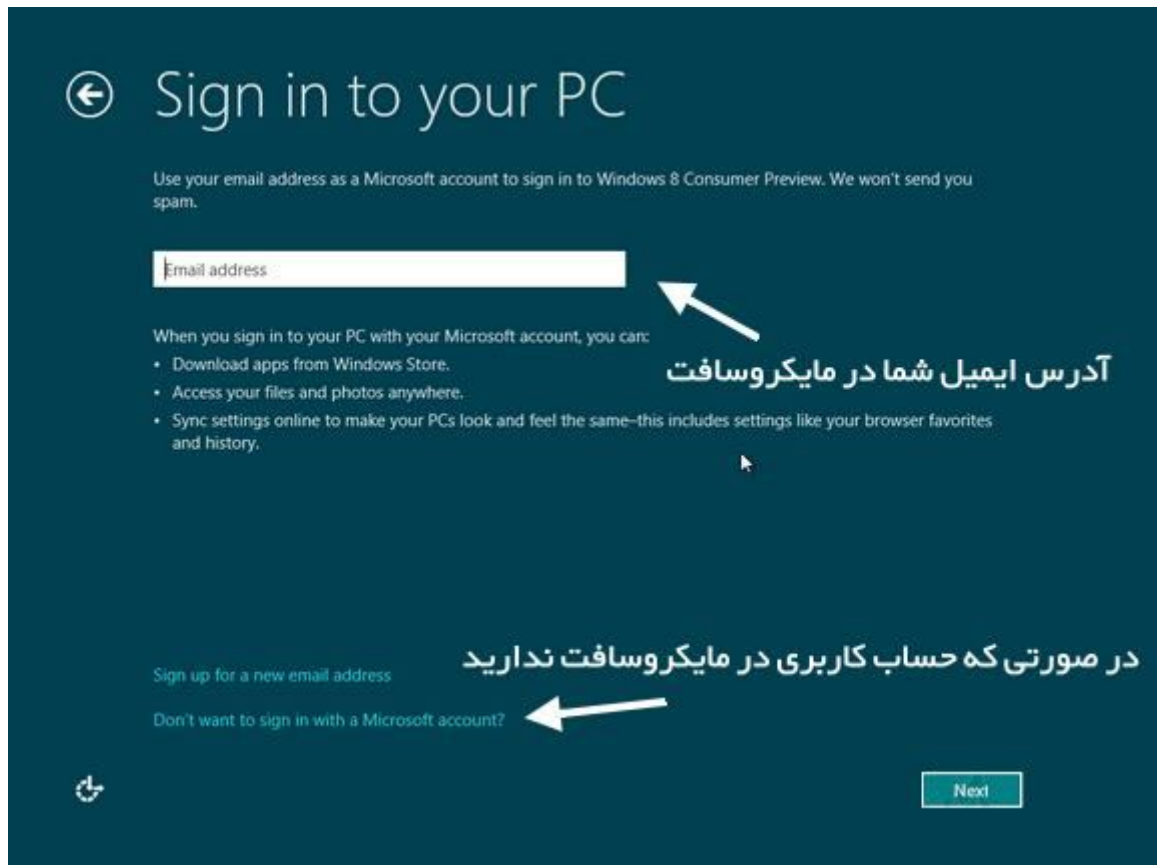 Sign in to your PC
Use your email address as a Microsoft account to sign in to Windows 8 Consumer Preview. We won't send you
spam.
Email address
When you sign in to your PC with your Microsoft account, you can:
• Download apps from Windows Store.
آدرس ایمیل شما در مایکروسافت
• Access your files and photos anywhere.
• Sync settings online to make your PCs look and feel the same–this includes settings like your browser favorites
and history.
در صورتی که حساب کاربری در مایکروسافت ندارید
Sign up for a new email address
Don't want to sign in with a Microsoft account?
Next